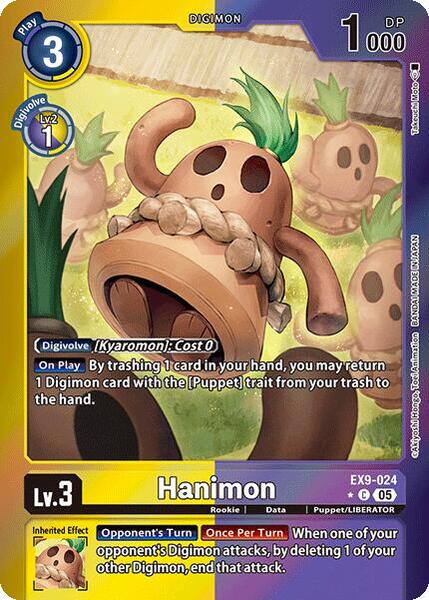 Play
3
DIGIMON
DP
1000
Digivolve
Lv.2
1
Takeuchi Moto
©Akiyoshi Hongo, Toei Animation BANDAI MADE IN JAPAN
Digivolve [Kyaromon]: Cost 0
On Play By trashing 1 card in your hand, you may return
1 Digimon card with the [Puppet] trait from your trash to
the hand.
Lv.3
Hanimon
EX9-024
★ C 05
Rookie | Data | Puppet/LIBERATOR
Inherited Effect
Opponent's Turn Once Per Turn When one of your
opponent's Digimon attacks, by deleting 1 of your
other Digimon, end that attack.